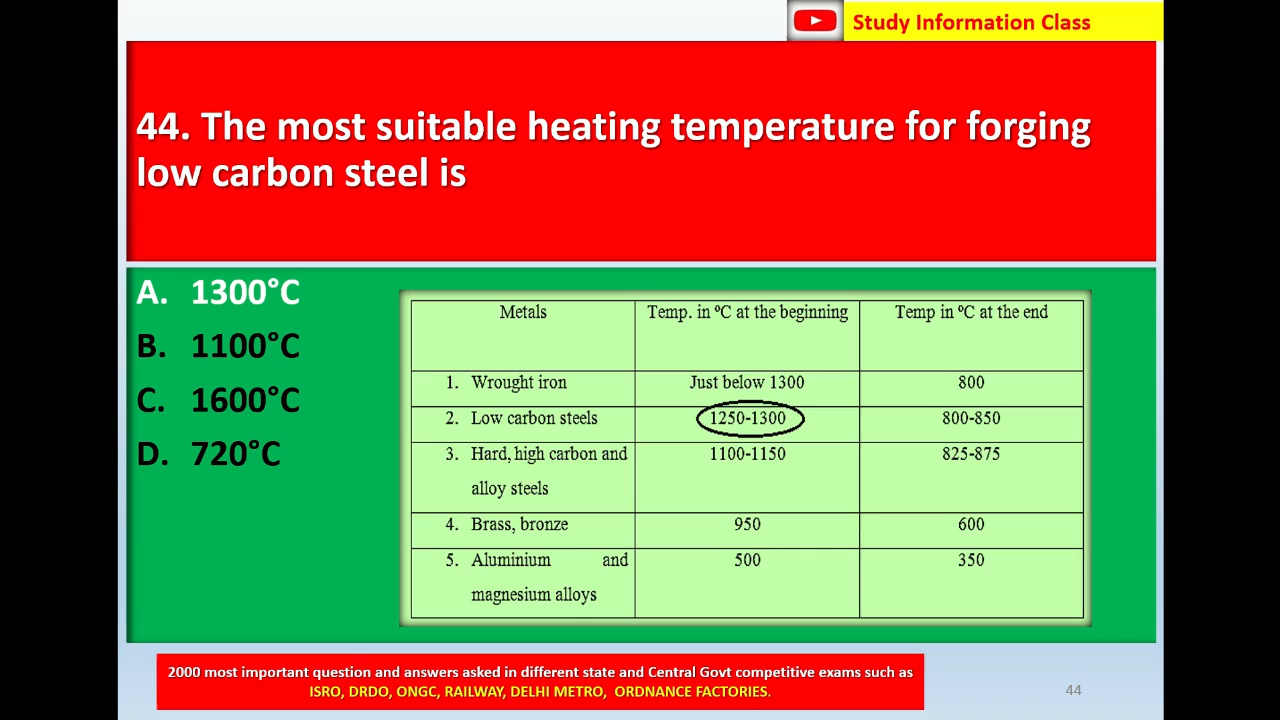 Study Information Class
44. The most suitable heating temperature for forging
low carbon steel is
A. 1300°C
B. 1100°C
C. 1600°C
D. 720°C
Metals Temp. in ºC at the beginning Temp in ºC at the end
1. Wrought iron Just below 1300 800
2. Low carbon steels 1250-1300 800-850
3. Hard, high carbon and 1100-1150 825-875
alloy steels
4. Brass, bronze 950 600
5. Aluminium and 500 350
magnesium alloys
2000 most important question and answers asked in different state and Central Govt competitive exams such as
ISRO, DRDO, ONGC, RAILWAY, DELHI METRO, ORDNANCE FACTORIES.
44